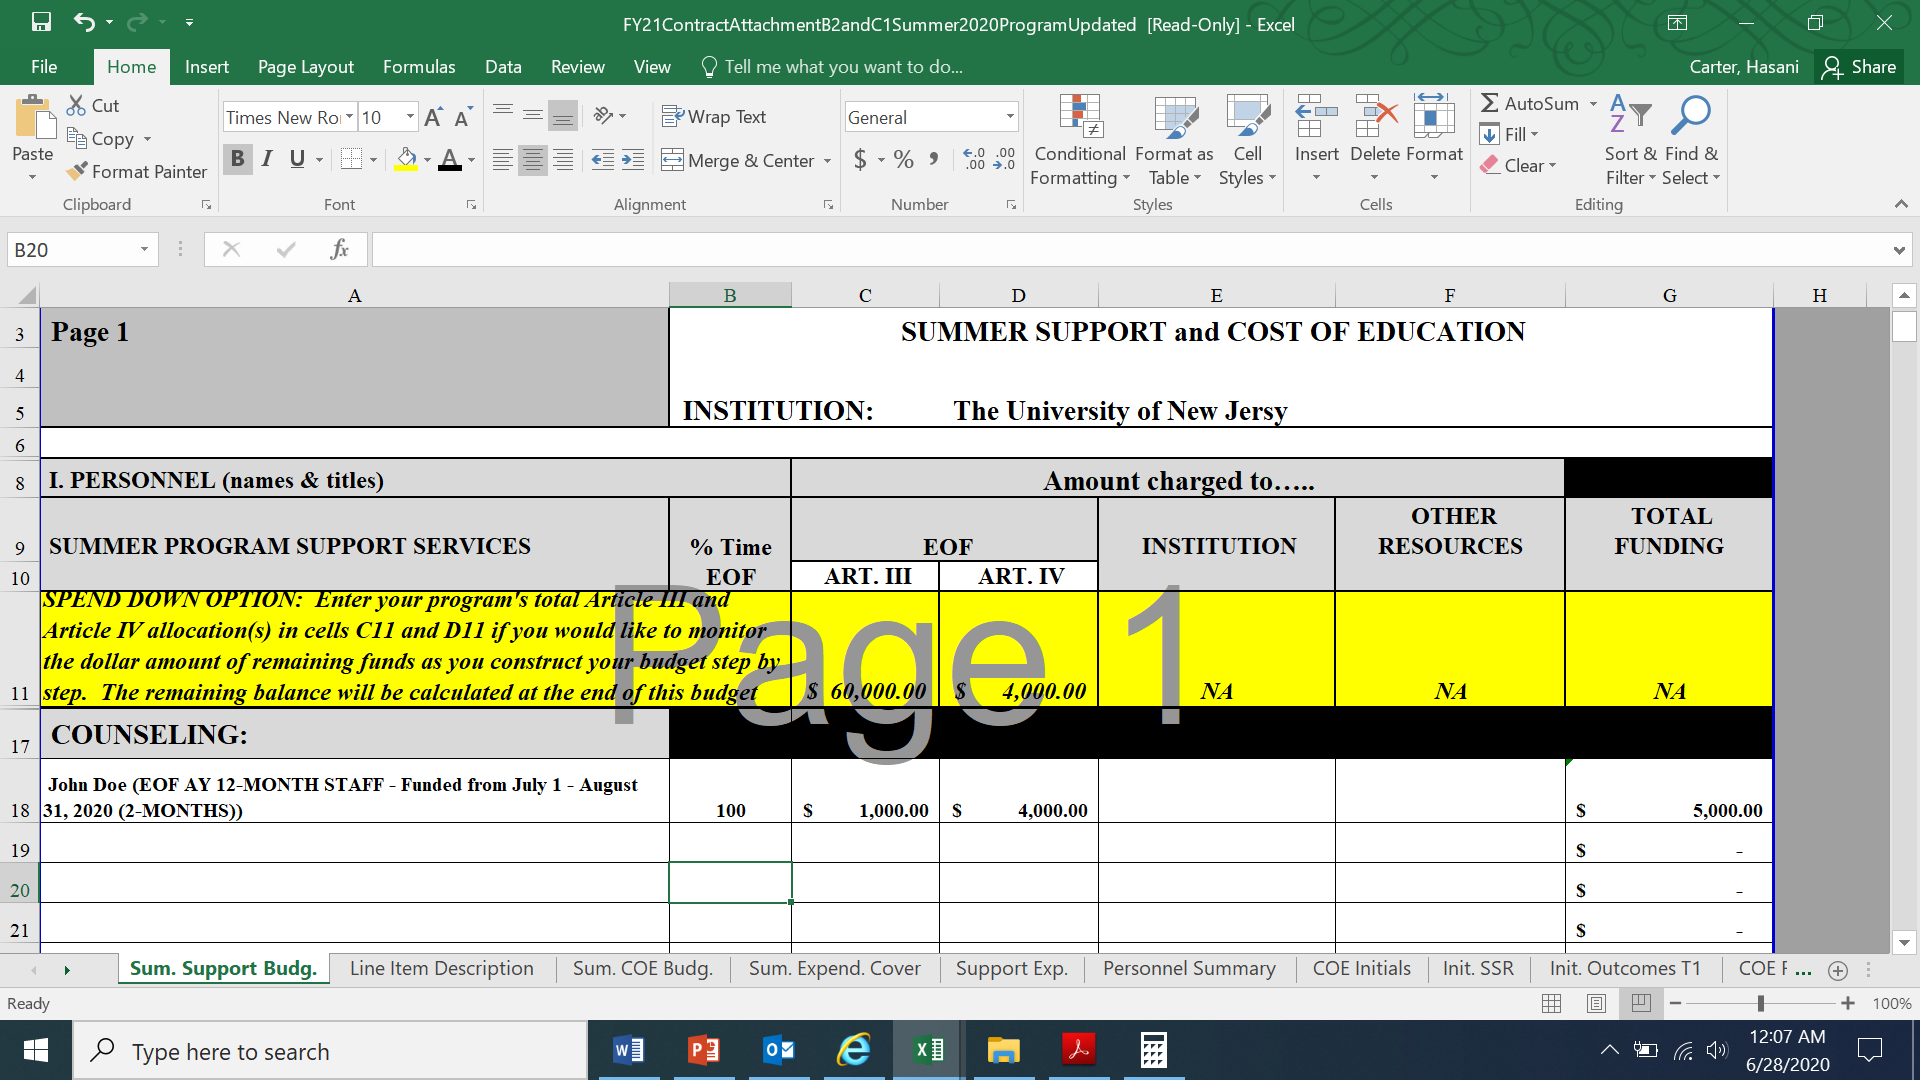 FY21ContractAttachmentB2andC1Summer2020ProgramUpdated [Read-Only] - Excel
File Home Insert Page Layout Formulas Data Review View Tell me what you want to do... Carter, Hasani Share
Paste
Cut
Copy
Format Painter
Clipboard
Times New Ro 10
B I U
Font
Wrap Text
Merge & Center
Alignment
General
$ % ,
Number
Conditional Formatting
Format as Table
Cell Styles
Styles
Insert Delete Format
Cells
AutoSum
Fill
Clear
Sort & Filter
Find & Select
Editing
B20 fx
A B C D E F G H
3 Page 1 SUMMER SUPPORT and COST OF EDUCATION
4
5 INSTITUTION: The University of New Jersy
6
8 I. PERSONNEL (names & titles) Amount charged to…..
9 SUMMER PROGRAM SUPPORT SERVICES % Time EOF EOF INSTITUTION OTHER RESOURCES TOTAL FUNDING
10 ART. III ART. IV
SPEND DOWN OPTION: Enter your program's total Article III and
Article IV allocation(s) in cells C11 and D11 if you would like to monitor
the dollar amount of remaining funds as you construct your budget step by
11 step. The remaining balance will be calculated at the end of this budget $ 60,000.00 $ 4,000.00 NA NA NA
Page 1
17 COUNSELING:
John Doe (EOF AY 12-MONTH STAFF - Funded from July 1 - August
18 31, 2020 (2-MONTHS)) 100 $ 1,000.00 $ 4,000.00 $ 5,000.00
19 $ -
20 $ -
21 $ -
Sum. Support Budg. Line Item Description Sum. COE Budg. Sum. Expend. Cover Support Exp. Personnel Summary COE Initials Init. SSR Init. Outcomes T1 COE F ...
Ready 100%
Type here to search
12:07 AM
6/28/2020